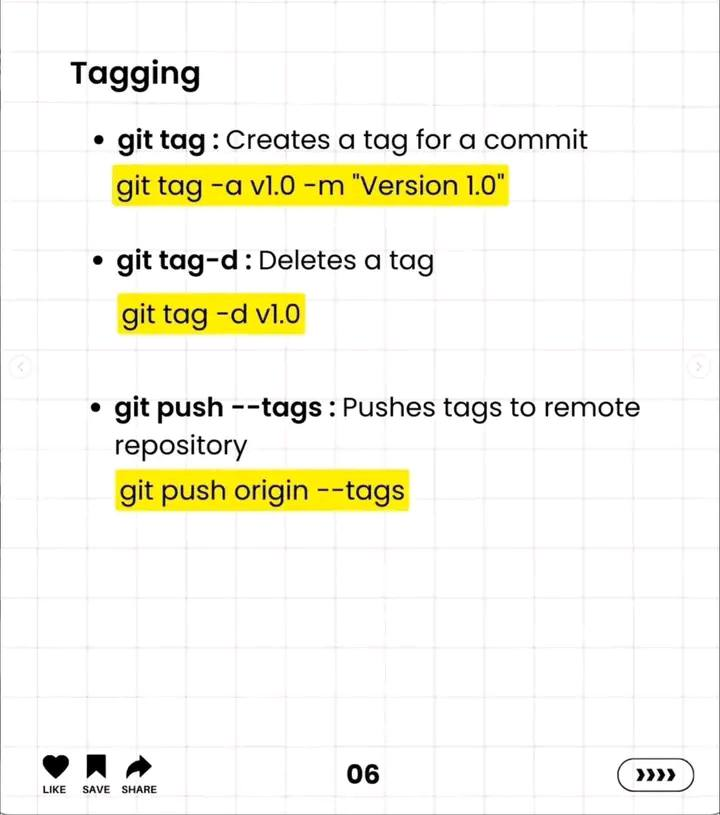 Tagging
• git tag : Creates a tag for a commit
git tag -a v1.0 -m "Version 1.0"
• git tag-d : Deletes a tag
git tag -d v1.0
• git push --tags : Pushes tags to remote
repository
git push origin --tags
LIKE SAVE SHARE
06